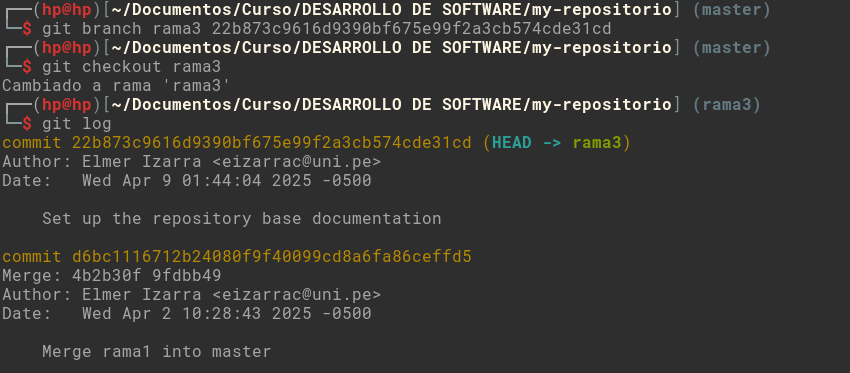 ┌──(hp@hp)[~/Documentos/Curso/DESARROLLO DE SOFTWARE/my-repositorio] (master)
└─$ git branch rama3 22b873c9616d9390bf675e99f2a3cb574cde31cd
┌──(hp@hp)[~/Documentos/Curso/DESARROLLO DE SOFTWARE/my-repositorio] (master)
└─$ git checkout rama3
Cambiado a rama 'rama3'
┌──(hp@hp)[~/Documentos/Curso/DESARROLLO DE SOFTWARE/my-repositorio] (rama3)
└─$ git log
commit 22b873c9616d9390bf675e99f2a3cb574cde31cd (HEAD -> rama3)
Author: Elmer Izarra <eizarrac@uni.pe>
Date:   Wed Apr 9 01:44:04 2025 -0500

    Set up the repository base documentation

commit d6bc1116712b24080f9f40099cd8a6fa86ceffd5
Merge: 4b2b30f 9fdbb49
Author: Elmer Izarra <eizarrac@uni.pe>
Date:   Wed Apr 2 10:28:43 2025 -0500

    Merge rama1 into master